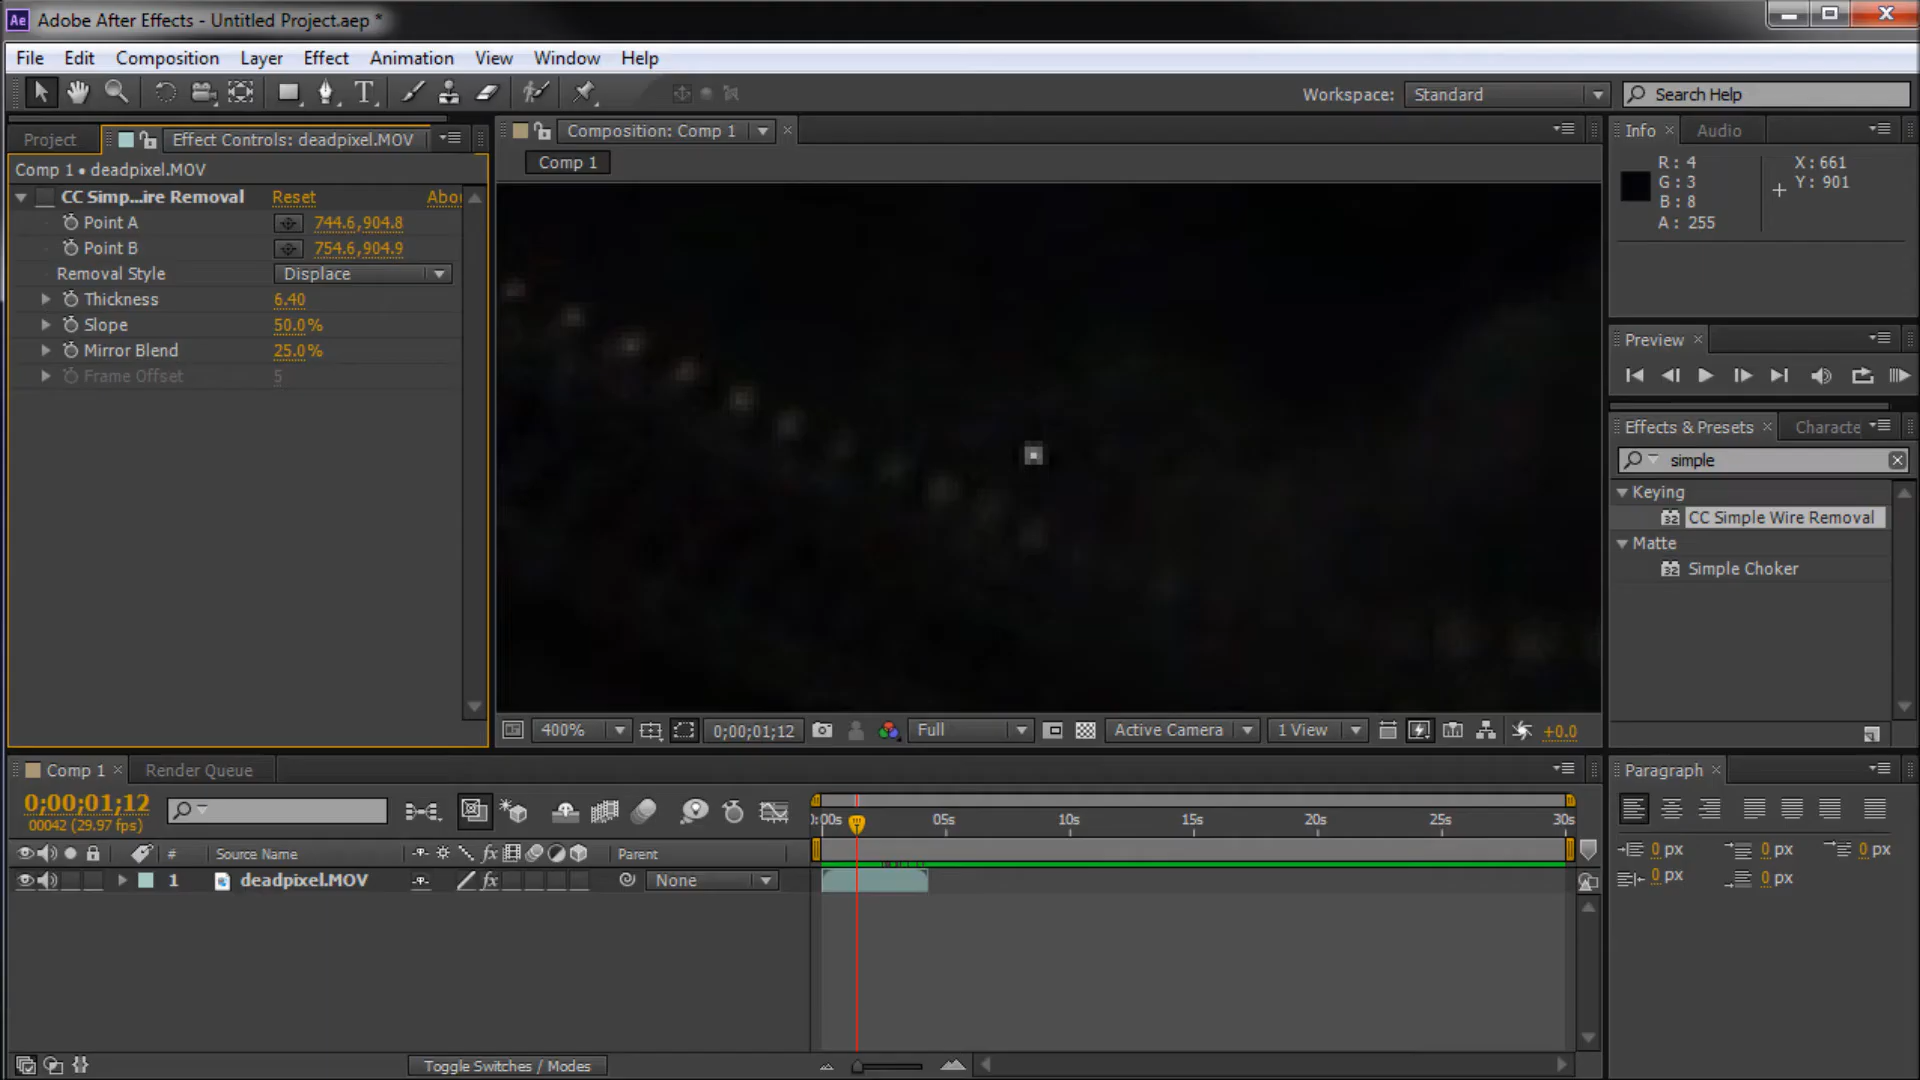 Ae Adobe After Effects - Untitled Project.aep *
File Edit Composition Layer Effect Animation View Window Help
T Workspace: Standard Search Help
Project Effect Controls: deadpixel.MOV Composition: Comp 1 Info Audio
Comp 1 • deadpixel.MOV Comp 1
CC Simp...ire Removal Reset Abou
Point A 744.6,904.8
Point B 754.6,904.9
Removal Style Displace
Thickness 6.40
Slope 50.0%
Mirror Blend 25.0%
Frame Offset 5
R: 4 X: 661
G: 3 Y: 901
B: 8
A: 255
Preview
Effects & Presets Characte
simple
Keying
32 CC Simple Wire Removal
Matte
32 Simple Choker
400% 0;00;01;12 Full Active Camera 1 View +0.0
Comp 1 Render Queue
0;00;01;12
00042 (29.97 fps)
):00s 05s 10s 15s 20s 25s 30s
# Source Name fx Parent
1 deadpixel.MOV fx None
Paragraph
0 px 0 px 0 px
0 px 0 px
Toggle Switches / Modes